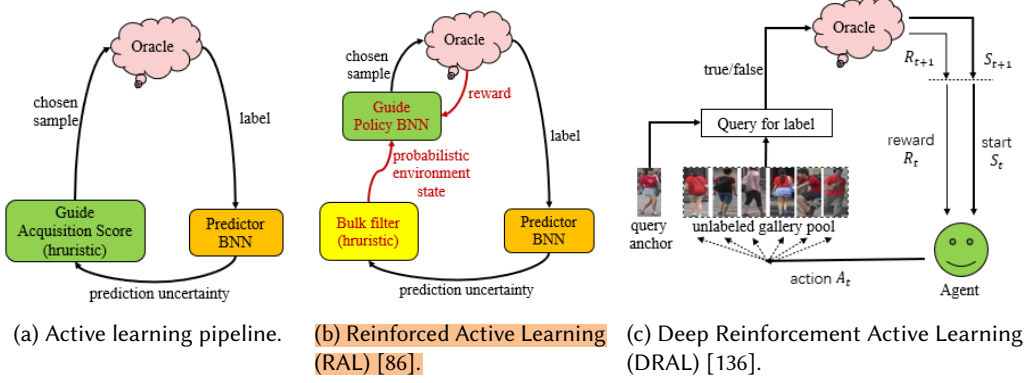 Oracle
chosen
sample
label
Guide
Acquisition Score
(hruristic)
Predictor
BNN
prediction uncertainty
(a) Active learning pipeline.
Oracle
chosen
sample
reward
Guide
Policy BNN
label
probabilistic
environment
state
Bulk filter
(hruristic)
Predictor
BNN
prediction uncertainty
(b) Reinforced Active Learning
(RAL) [86].
Oracle
true/false
R_{t+1}
S_{t+1}
Query for label
reward
R_t
start
S_t
query
anchor
unlabeled gallery pool
action A_t
Agent
(c) Deep Reinforcement Active Learning
(DRAL) [136].